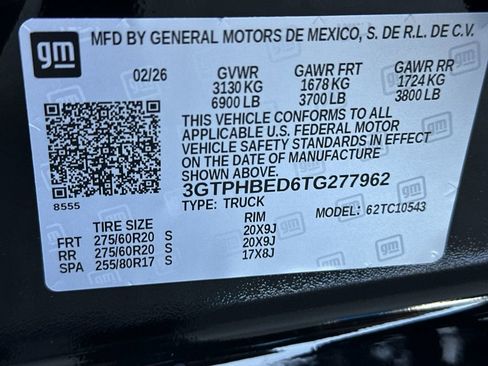 gm
MFD BY GENERAL MOTORS DE MEXICO, S. DE R.L. DE C.V.
02/26 GVWR GAWR FRT GAWR RR
3130 KG 1678 KG 1724 KG
6900 LB 3700 LB 3800 LB
THIS VEHICLE CONFORMS TO ALL
APPLICABLE U.S. FEDERAL MOTOR
VEHICLE SAFETY STANDARDS IN EFFECT
ON THE DATE OF MANUFACTURE
SHOWN ABOVE.
8555
3GTPHBED6TG277962
TYPE: TRUCK MODEL: 62TC10543
TIRE SIZE RIM
FRT 275/60R20 S 20X9J
RR 275/60R20 S 20X9J
SPA 255/80R17 S 17X8J